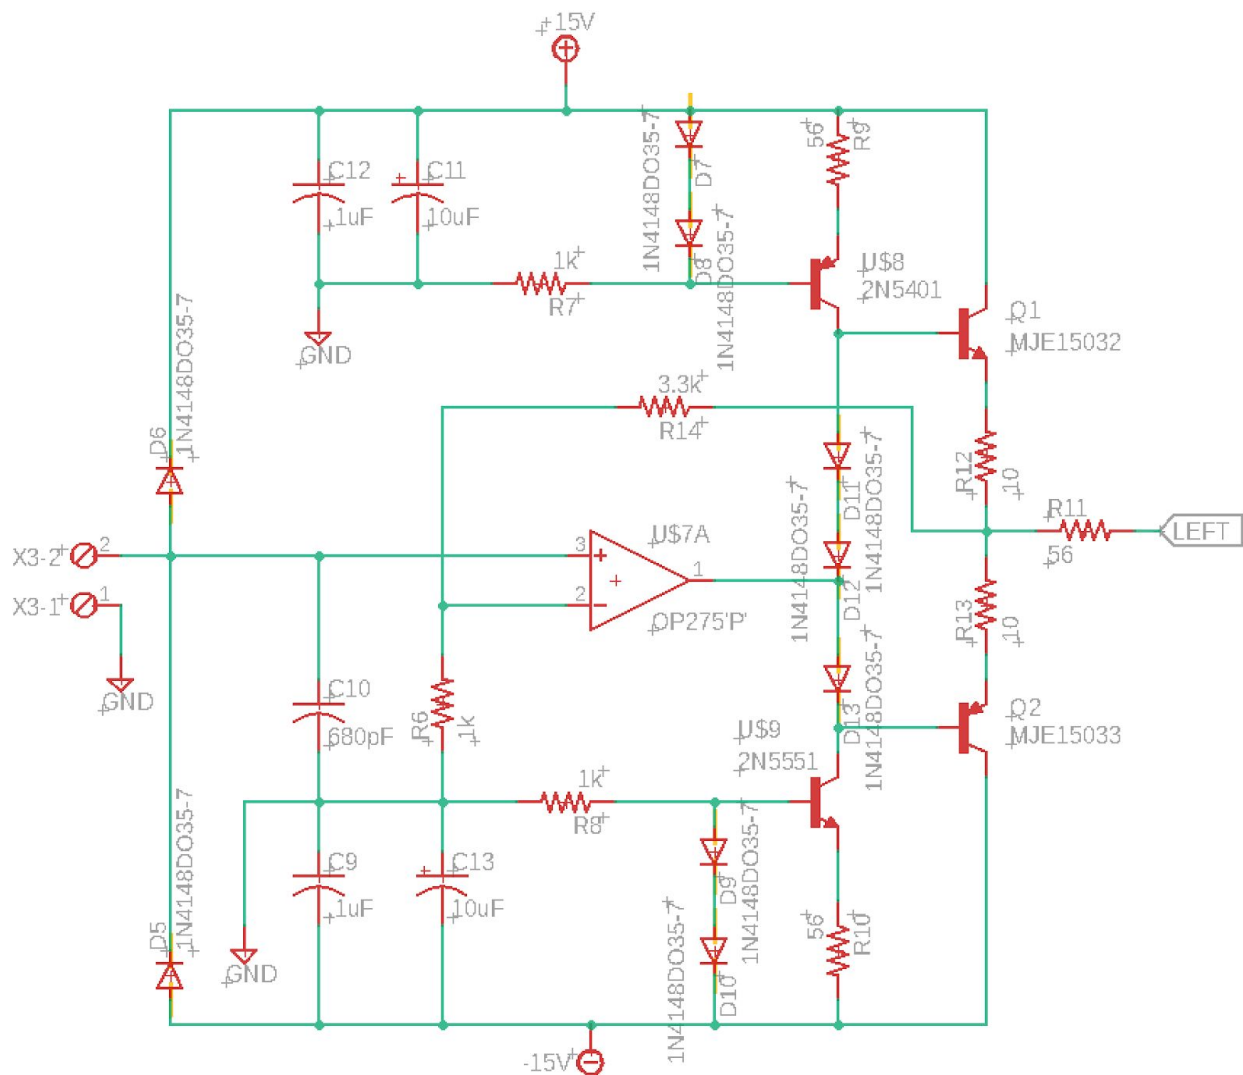 +15V
C12
1uF
C11
10uF
1N4148DO35-7
D7
56
R9
D8
1N4148DO35-7
1k
R7
U$8
2N5401
GND
Q1
MJE15032
D6
1N4148DO35-7
3.3k
R14
R12
10
D11
1N4148DO35-7
1N4148DO35-7
D12
R11
56
LEFT
X3-2
2
X3-1
1
GND
3
2
1
U$7A
OP275'P'
R13
10
D13
1N4148DO35-7
C10
680pF
R6
1k
U$9
2N5551
Q2
MJE15033
1k
R8
D5
1N4148DO35-7
C9
1uF
C13
10uF
D9
1N4148DO35-7
1N4148DO35-7
D10
56
R10
GND
-15V